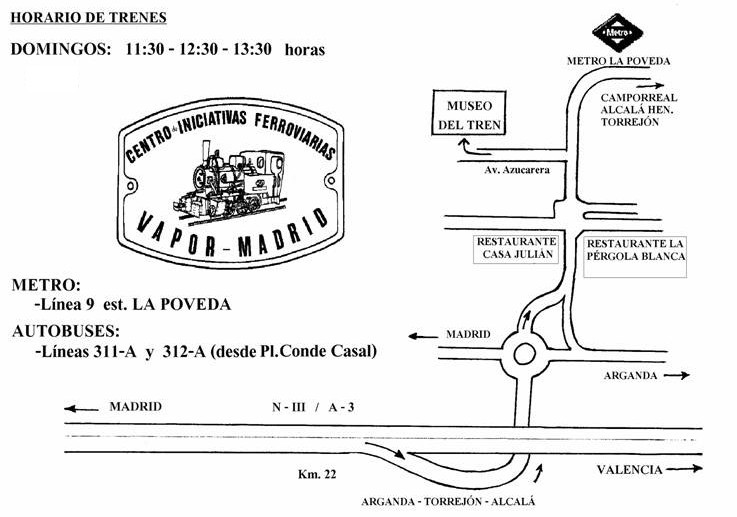 HORARIO DE TRENES
DOMINGOS: 11:30 - 12:30 - 13:30 horas
CENTRO de INICIATIVAS FERROVIARIAS
VAPOR - MADRID
METRO:
-Línea 9 est. LA POVEDA
AUTOBUSES:
-Líneas 311-A y 312-A (desde Pl.Conde Casal)
Metro
METRO LA POVEDA
CAMPORREAL
ALCALÁ HEN.
TORREJÓN
MUSEO
DEL TREN
Av. Azucarera
RESTAURANTE
CASA JULIÁN
RESTAURANTE LA
PÉRGOLA BLANCA
MADRID
ARGANDA
MADRID
N - III / A - 3
Km. 22
VALENCIA
ARGANDA - TORREJÓN - ALCALÁ